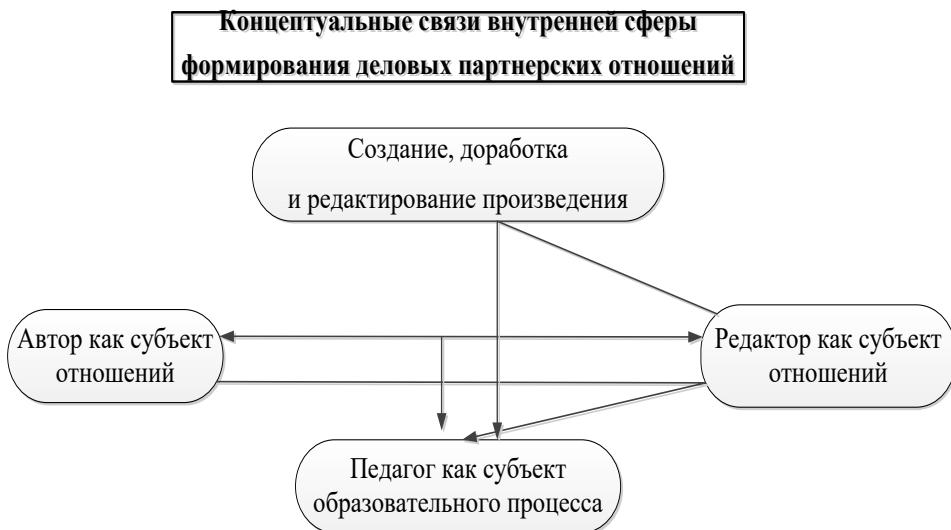 Концептуальные связи внутренней сферы
формирования деловых партнерских отношений
Создание, доработка
и редактирование произведения
Автор как субъект
отношений
Редактор как субъект
отношений
Педагог как субъект
образовательного процесса